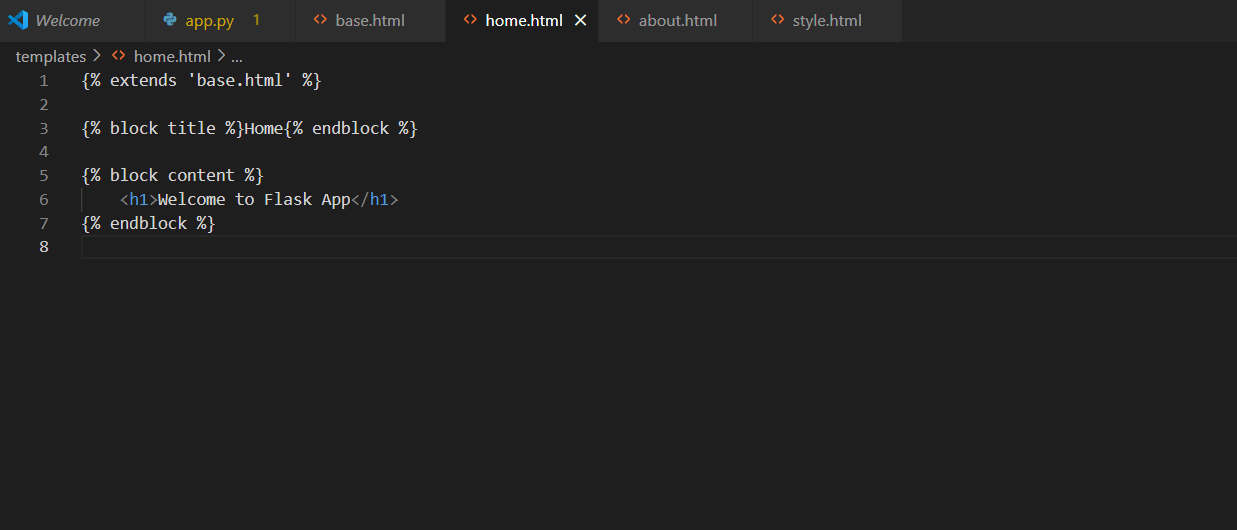 Welcome app.py 1 base.html home.html about.html style.html
templates > home.html > ...
1 {% extends 'base.html' %}
2
3 {% block title %}Home{% endblock %}
4
5 {% block content %}
6     <h1>Welcome to Flask App</h1>
7 {% endblock %}
8